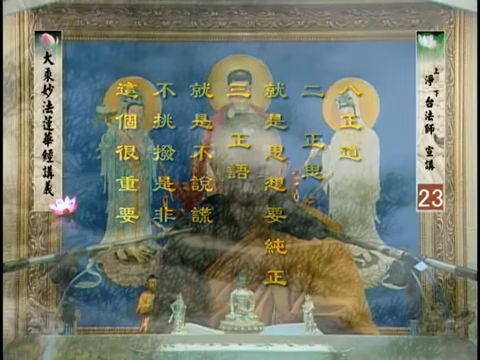 八正道
二 正思
就是思想要純正
三 正語
就是不說謊
不挑撥是非
這個很重要
大乘妙法蓮華經講義
上淨下台法師 宣講
23